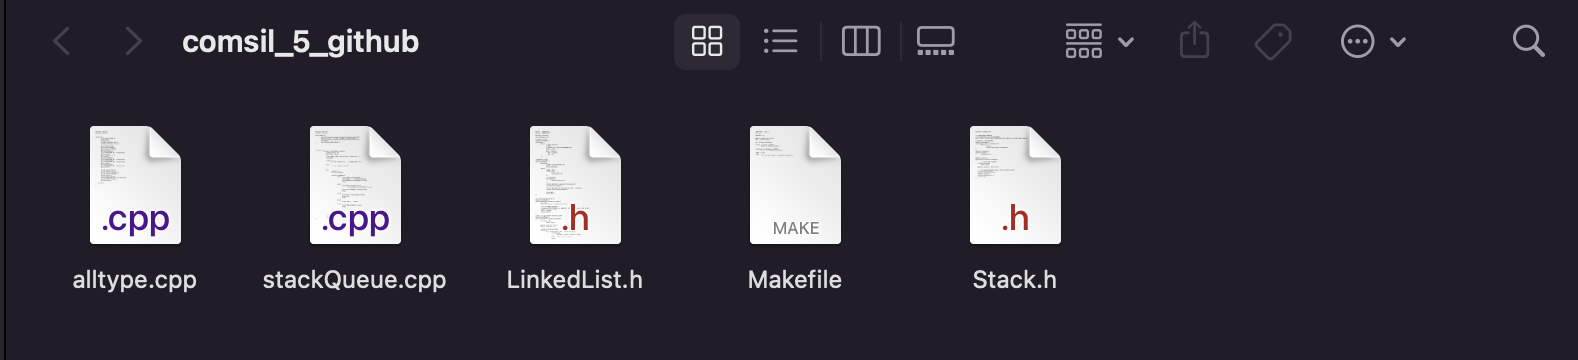 comsil_5_github
.cpp
.cpp
.h
MAKE
.h
alltype.cpp
stackQueue.cpp
LinkedList.h
Makefile
Stack.h